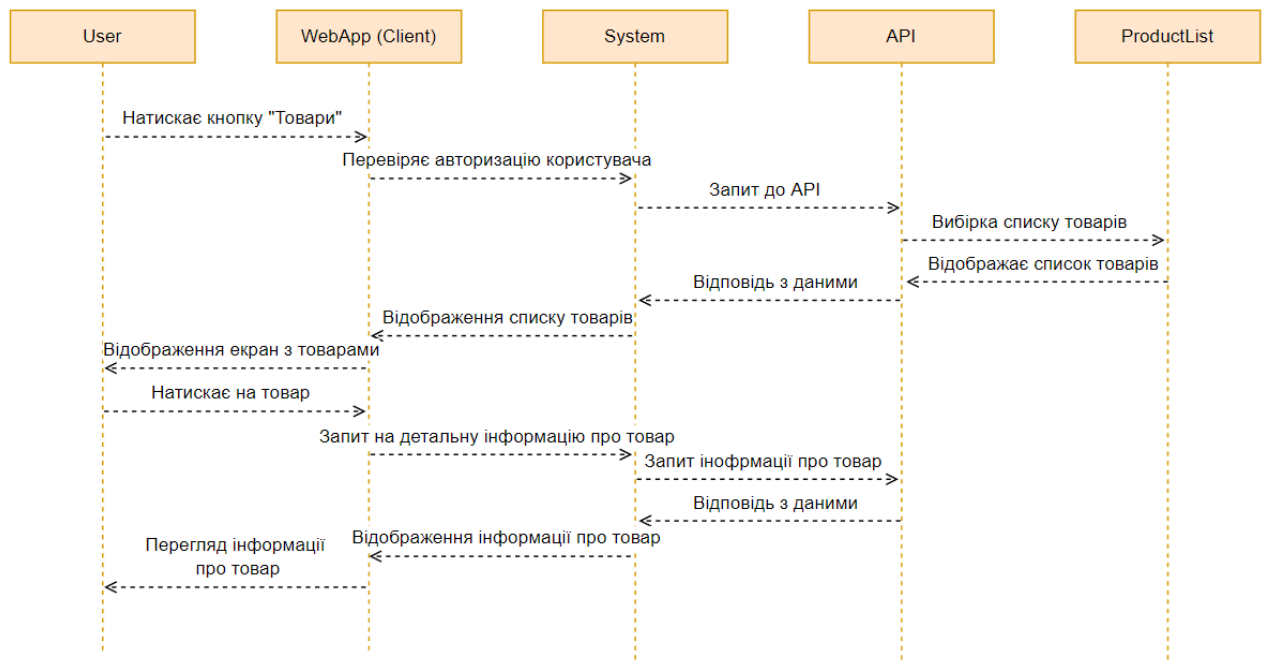 User
WebApp (Client)
System
API
ProductList
Натискає кнопку "Товари"
Перевіряє авторизацію користувача
Запит до API
Вибірка списку товарів
Відображає список товарів
Відповідь з даними
Відображення списку товарів
Відображення екран з товарами
Натискає на товар
Запит на детальну інформацію про товар
Запит інофрмації про товар
Відповідь з даними
Відображення інформації про товар
Перегляд інформації
про товар